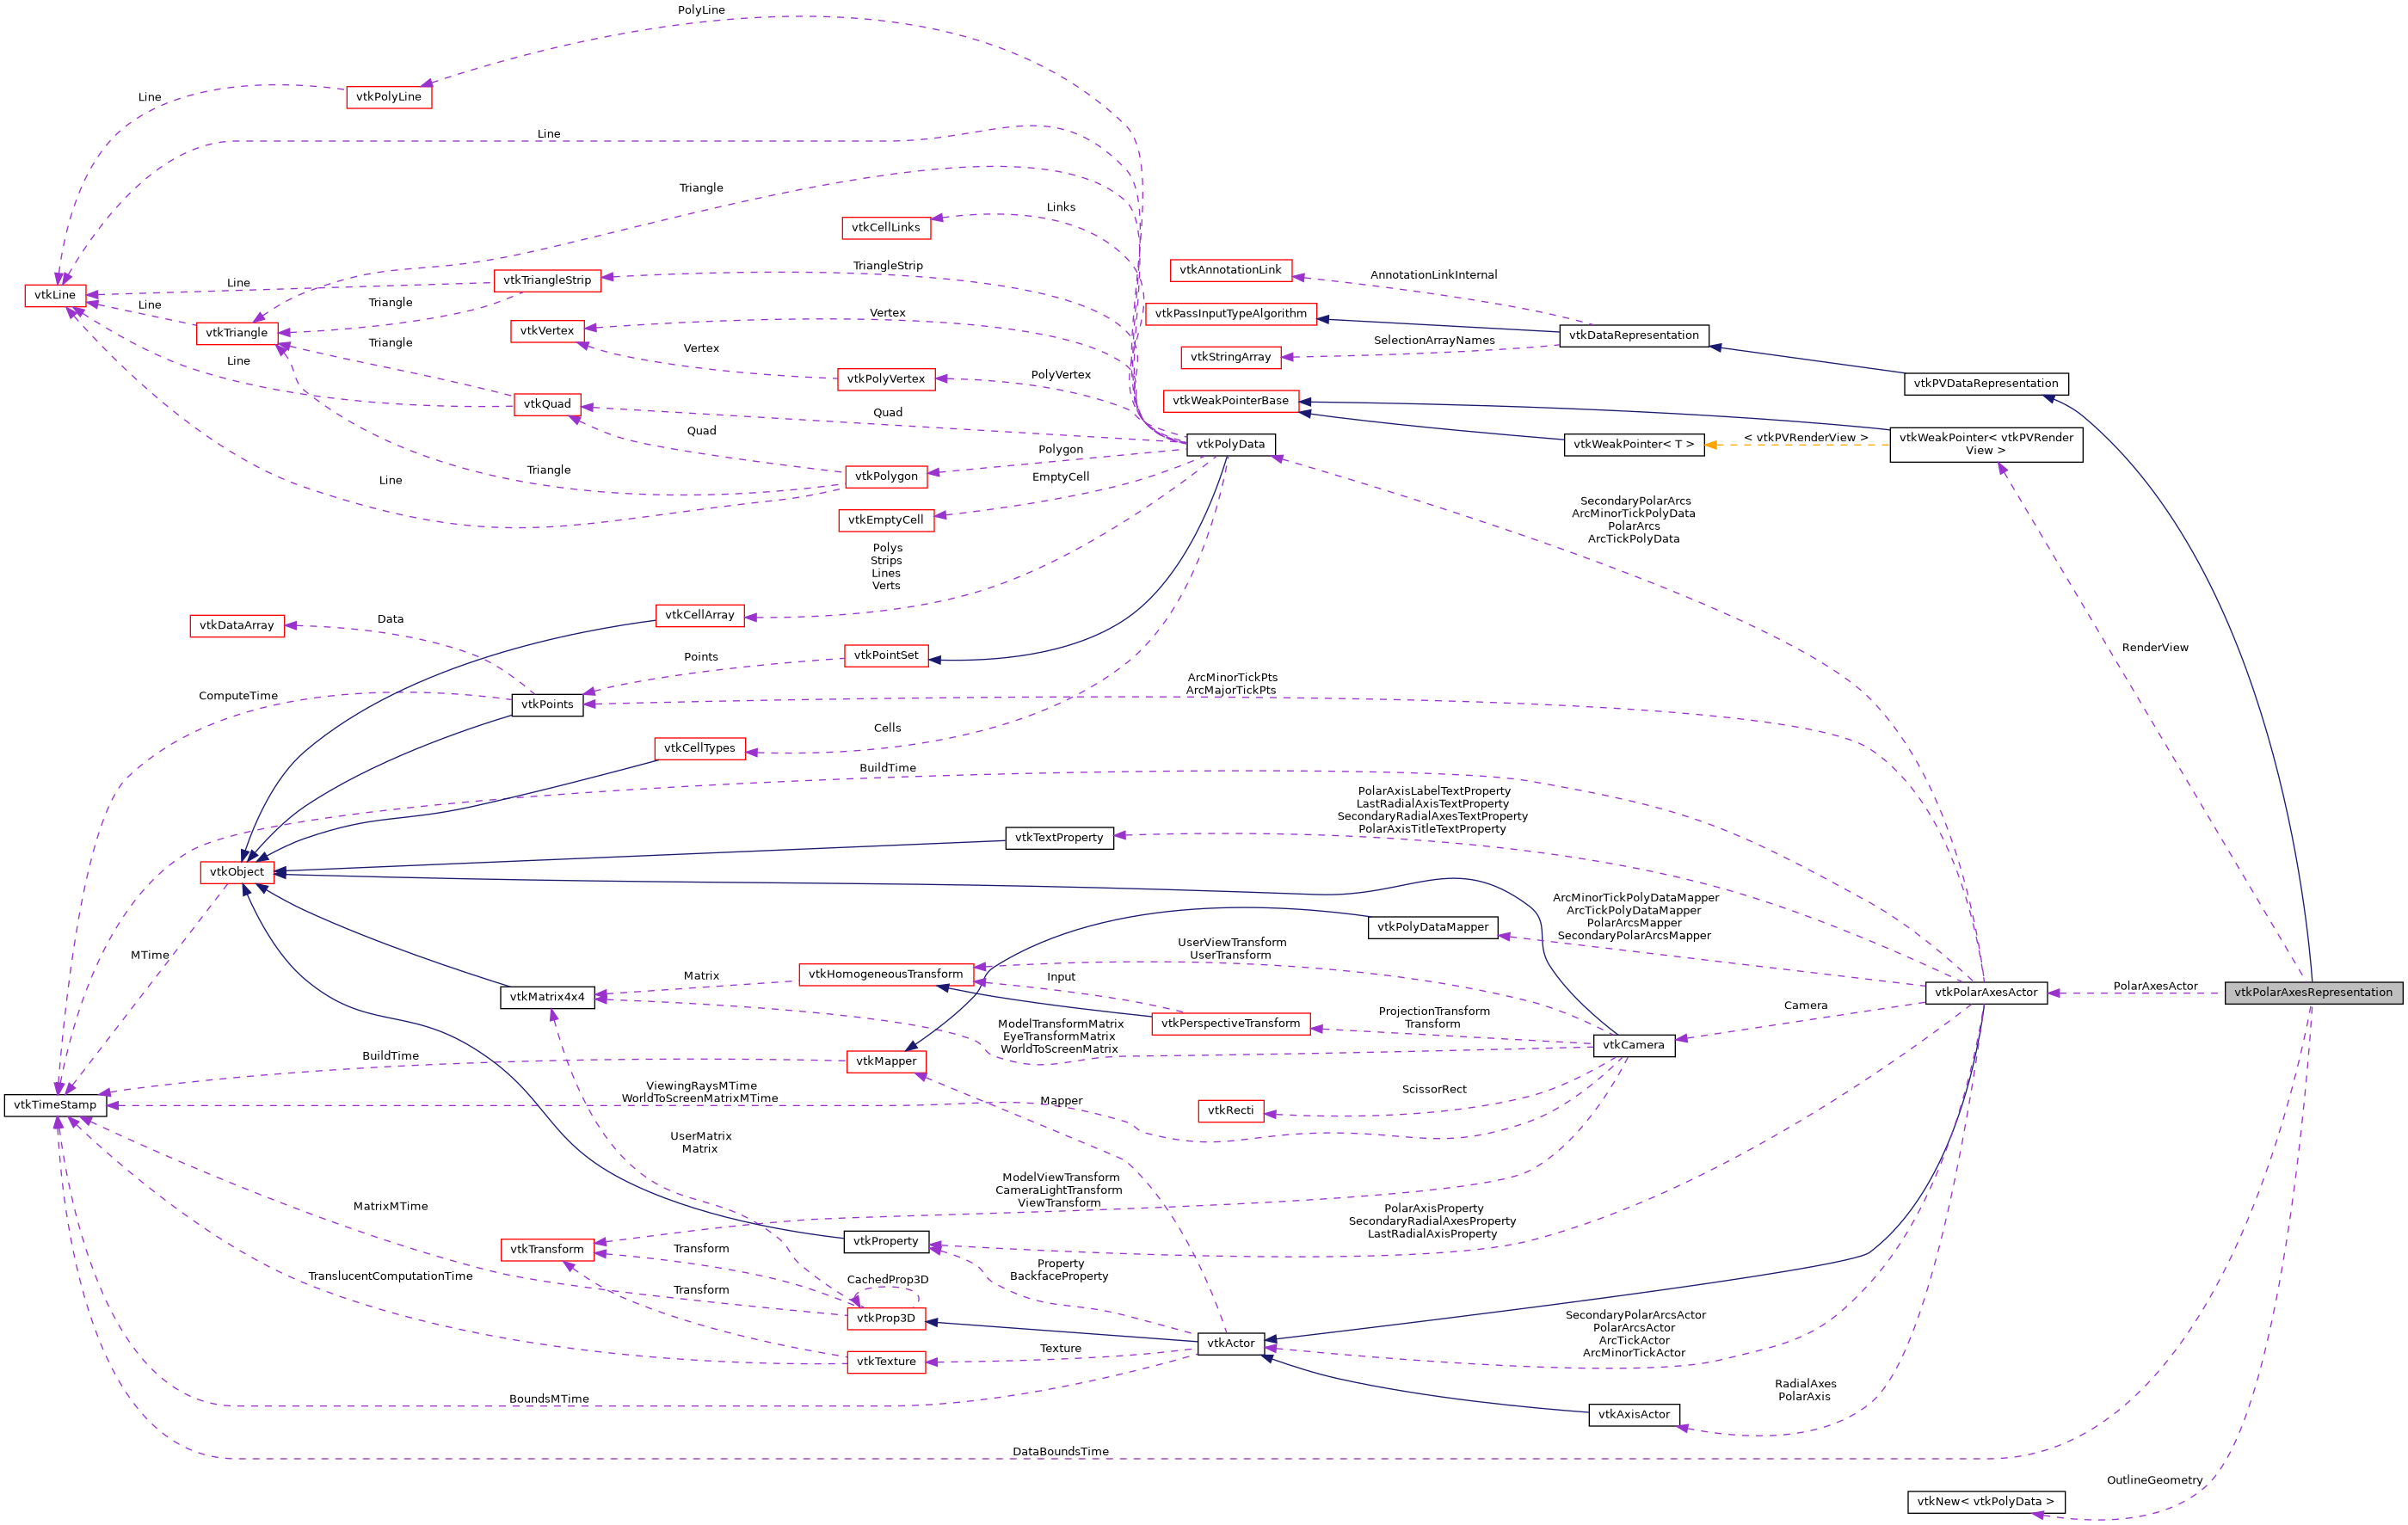 PolyLine
Line
vtkPolyLine
Line
Triangle
Links
vtkCellLinks
TriangleStrip
vtkAnnotationLink
AnnotationLinkInternal
vtkTriangleStrip
Line
vtkLine
Line
Triangle
Vertex
vtkPassInputTypeAlgorithm
vtkTriangle
vtkVertex
vtkDataRepresentation
Triangle
Vertex
SelectionArrayNames
vtkStringArray
Line
PolyVertex
vtkPolyVertex
vtkPVDataRepresentation
vtkQuad
Quad
vtkWeakPointerBase
Quad
vtkPolyData
vtkWeakPointer< T >
< vtkPVRenderView >
vtkWeakPointer< vtkPVRender
View >
Polygon
Triangle
Line
vtkPolygon
EmptyCell
vtkEmptyCell
SecondaryPolarArcs
ArcMinorTickPolyData
PolarArcs
ArcTickPolyData
Polys
Strips
Lines
Verts
vtkDataArray
Data
vtkCellArray
RenderView
Points
vtkPointSet
ComputeTime
vtkPoints
ArcMinorTickPts
ArcMajorTickPts
vtkCellTypes
Cells
BuildTime
PolarAxisLabelTextProperty
LastRadialAxisTextProperty
SecondaryRadialAxesTextProperty
PolarAxisTitleTextProperty
vtkTextProperty
vtkObject
ArcMinorTickPolyDataMapper
ArcTickPolyDataMapper
PolarArcsMapper
SecondaryPolarArcsMapper
vtkPolyDataMapper
MTime
UserViewTransform
UserTransform
Matrix
vtkHomogeneousTransform
Input
vtkMatrix4x4
vtkPolarAxesActor
PolarAxesActor
vtkPolarAxesRepresentation
Camera
ProjectionTransform
Transform
vtkPerspectiveTransform
ModelTransformMatrix
EyeTransformMatrix
WorldToScreenMatrix
vtkCamera
BuildTime
vtkMapper
ViewingRaysMTime
WorldToScreenMatrixMTime
ScissorRect
vtkTimeStamp
Mapper
vtkRecti
UserMatrix
Matrix
ModelViewTransform
CameraLightTransform
ViewTransform
MatrixMTime
PolarAxisProperty
SecondaryRadialAxesProperty
LastRadialAxisProperty
vtkProperty
vtkTransform
Transform
Property
BackfaceProperty
TranslucentComputationTime
Transform
CachedProp3D
vtkProp3D
SecondaryPolarArcsActor
PolarArcsActor
ArcTickActor
ArcMinorTickActor
vtkActor
vtkTexture
Texture
RadialAxes
PolarAxis
BoundsMTime
vtkAxisActor
DataBoundsTime
OutlineGeometry
vtkNew< vtkPolyData >